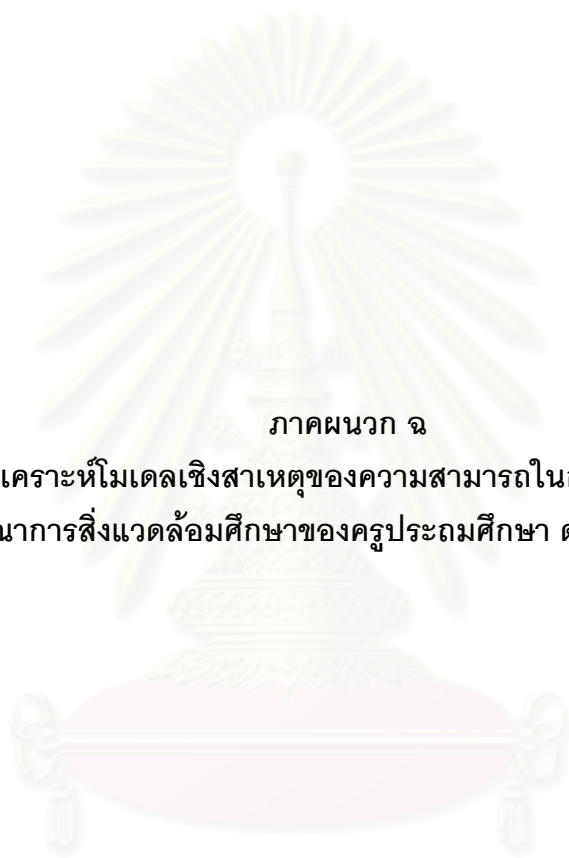 ภาคผนวก ฉ
เคราะห์โมเดลเชิงสาเหตุของความสามารถใน
ณาการสิ่งแวดล้อมศึกษาของครูประถมศึกษา